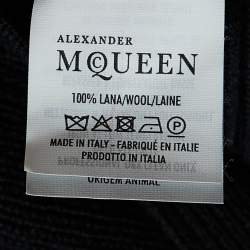 ALEXANDER
McQUEEN
100% LANA/WOOL/LAINE
P
MADE IN ITALY - FABRIQUÉ EN ITALIE
PRODOTTO IN ITALIA
ORIGEM ANIMAL